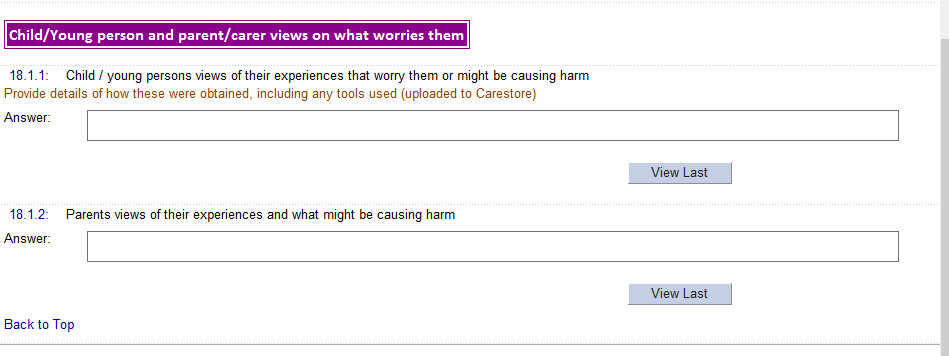 Child/Young person and parent/carer views on what worries them
18.1.1: Child / young persons views of their experiences that worry them or might be causing harm
Provide details of how these were obtained, including any tools used (uploaded to Carestore)
Answer:
View Last
18.1.2: Parents views of their experiences and what might be causing harm
Answer:
View Last
Back to Top